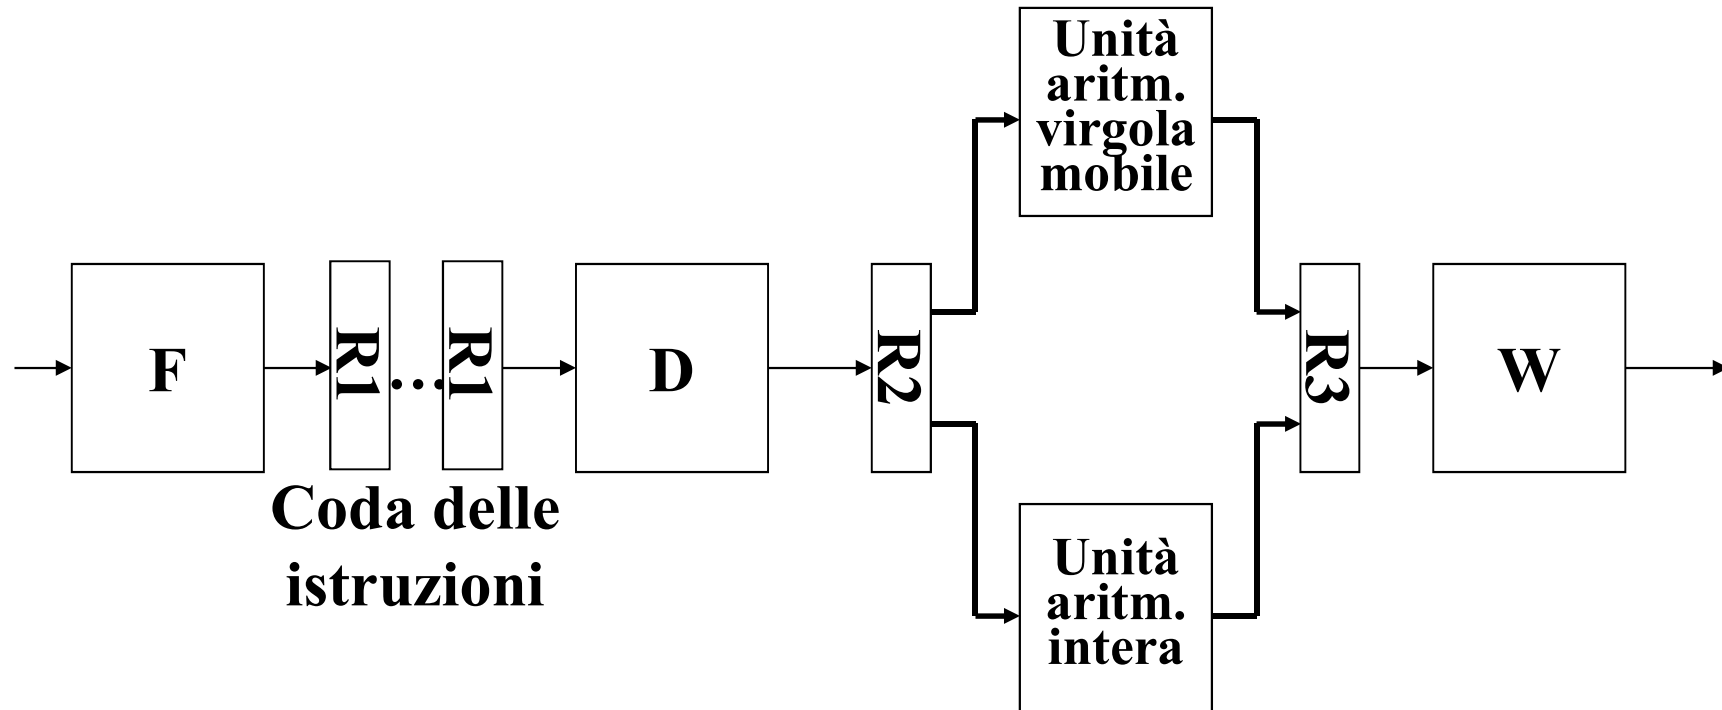 Unità
aritm.
virgola
mobile
F
R1
...
R1
D
R2
R3
W
Coda delle
istruzioni
Unità
aritm.
intera